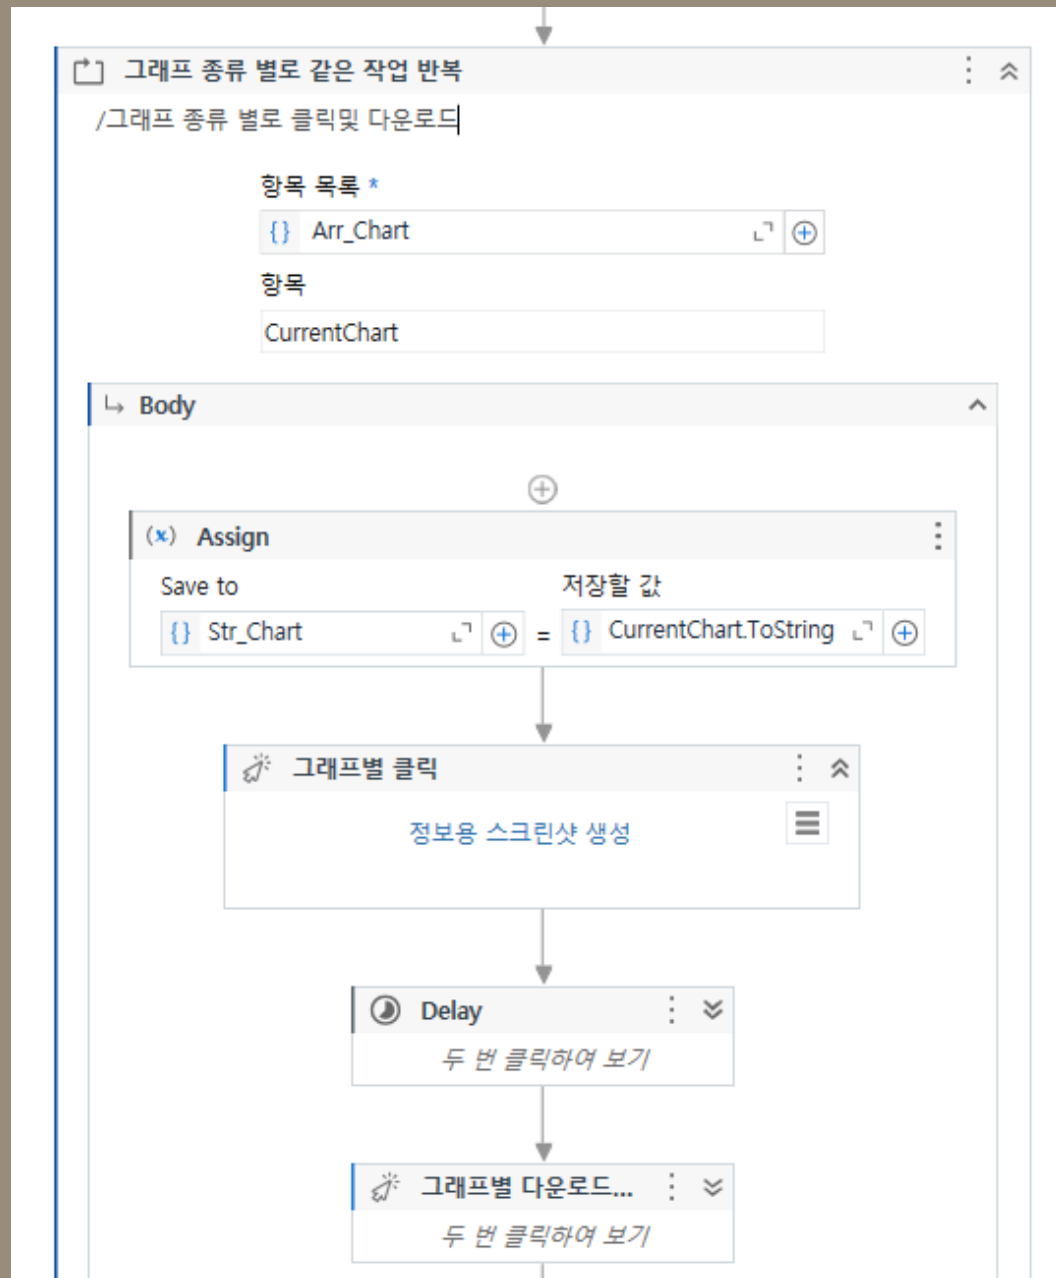 그래프 종류 별로 같은 작업 반복
/그래프 종류 별로 클릭및 다운로드
항목 목록 *
{} Arr_Chart
항목
CurrentChart
Body
(x) Assign
Save to 저장할 값
{} Str_Chart = {} CurrentChart.ToString
그래프별 클릭
정보용 스크린샷 생성
Delay
두 번 클릭하여 보기
그래프별 다운로드...
두 번 클릭하여 보기